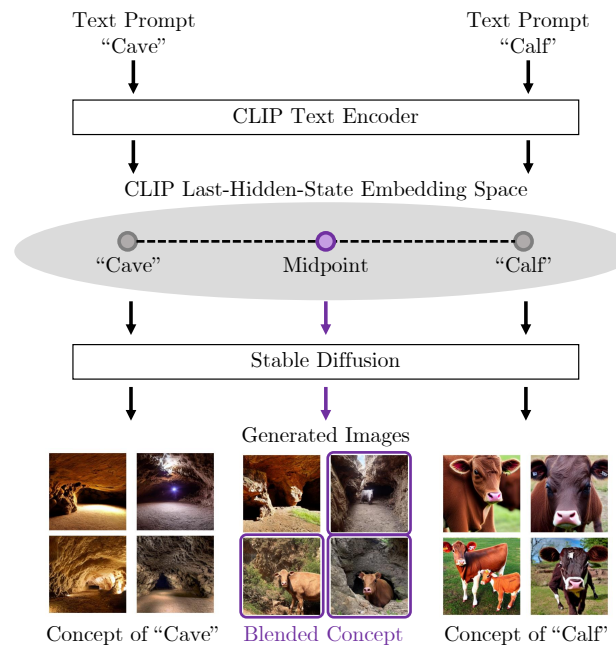 Text Prompt
“Cave”
Text Prompt
“Calf”
CLIP Text Encoder
CLIP Last-Hidden-State Embedding Space
“Cave”
Midpoint
“Calf”
Stable Diffusion
Generated Images
Concept of “Cave”
Blended Concept
Concept of “Calf”